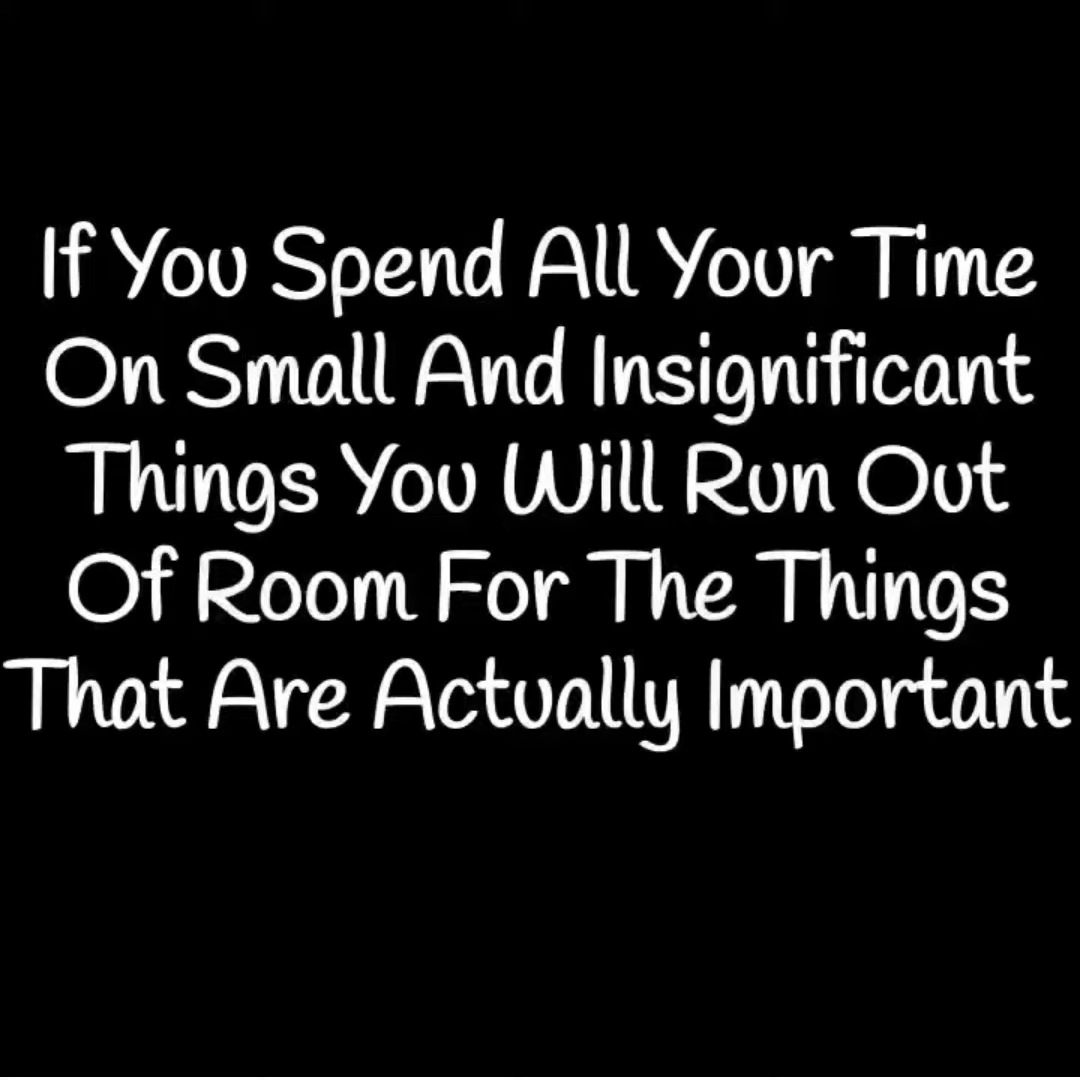 If You Spend All Your Time
On Small And Insignificant
Things You Will Run Out
Of Room For The Things
That Are Actually Important